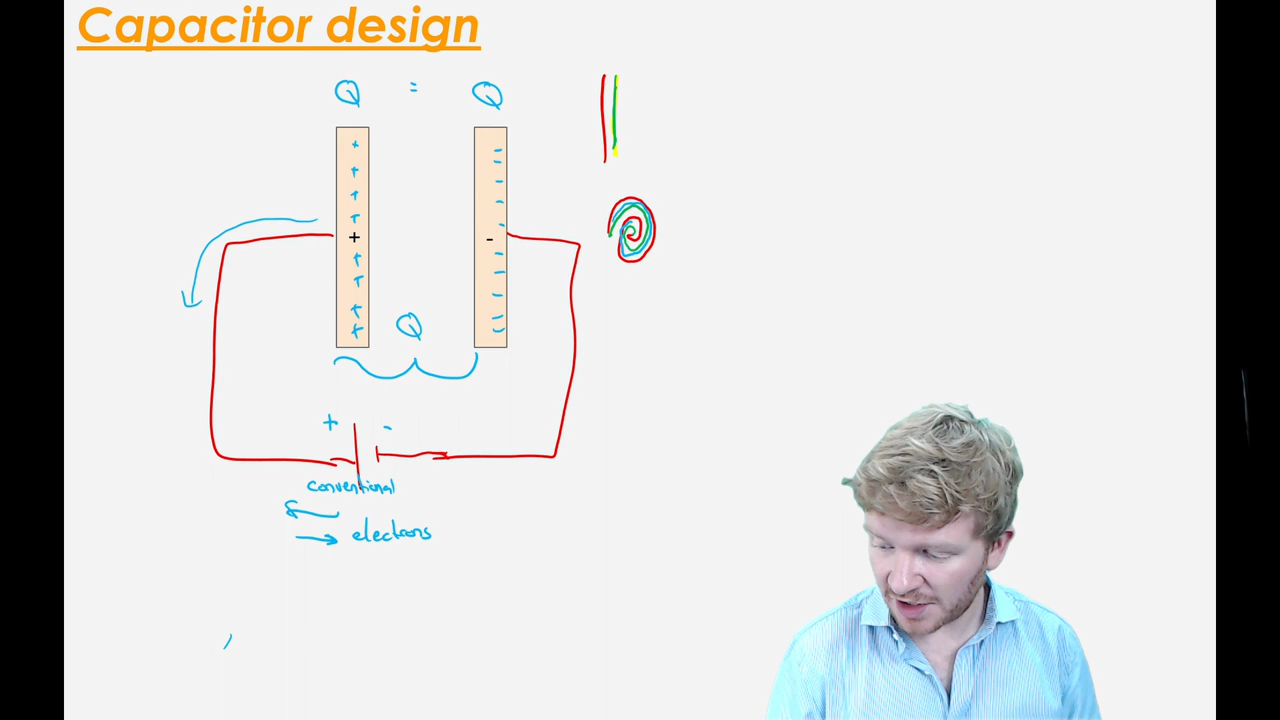 Capacitor design
Q = Q
+ -
Q
+ -
conventional
electrons